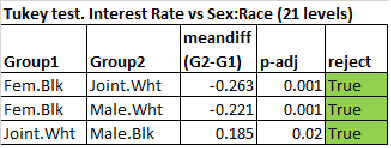 Tukey test. Interest Rate vs Sex:Race (21 levels)
meandiff
Group1 Group2 (G2-G1) p-adj reject
Fem.Blk Joint.Wht -0.263 0.001 True
Fem.Blk Male.Wht -0.221 0.001 True
Joint.Wht Male.Blk 0.185 0.02 True